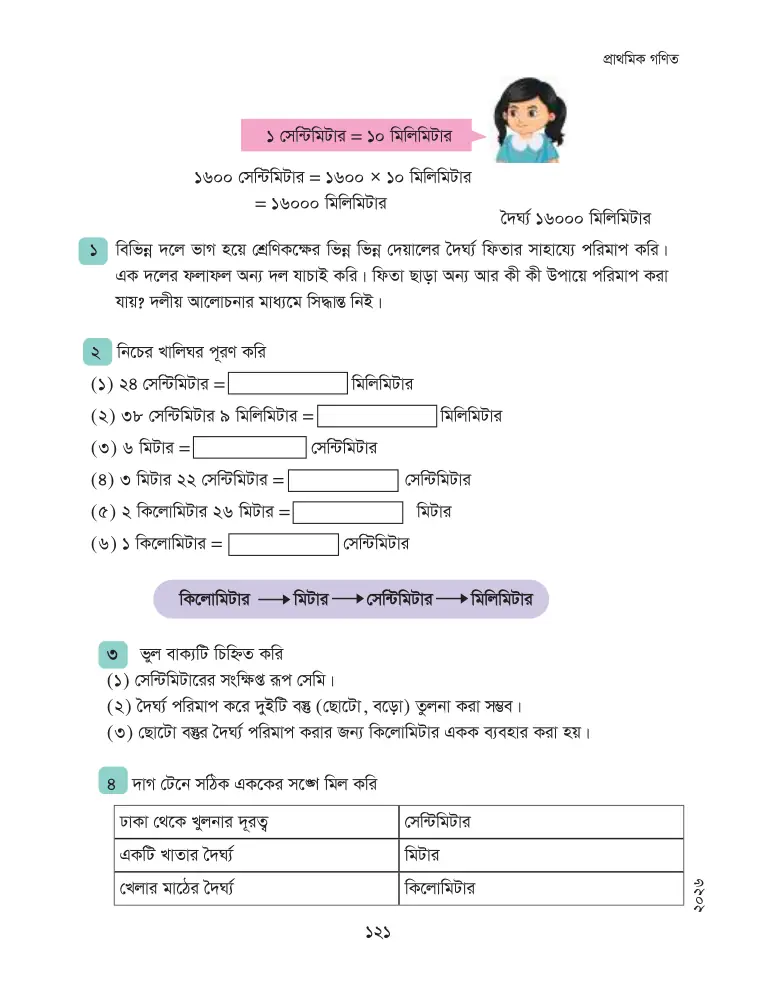 প্রাথমিক গণিত
১ সেন্টিমিটার = ১০ মিলিমিটার
১৬০০ সেন্টিমিটার = ১৬০০ × ১০ মিলিমিটার
= ১৬০০০ মিলিমিটার
দৈর্ঘ্য ১৬০০০ মিলিমিটার
১ বিভিন্ন দলে ভাগ হয়ে শ্রেণিকক্ষের ভিন্ন ভিন্ন দেয়ালের দৈর্ঘ্য ফিতার সাহায্যে পরিমাপ করি।
এক দলের ফলাফল অন্য দল যাচাই করি। ফিতা ছাড়া অন্য আর কী কী উপায়ে পরিমাপ করা
যায়? দলীয় আলোচনার মাধ্যমে সিদ্ধান্ত নিই।
২ নিচের খালিঘর পূরণ করি
(১) ২৪ সেন্টিমিটার = মিলিমিটার
(২) ৩৮ সেন্টিমিটার ৯ মিলিমিটার = মিলিমিটার
(৩) ৬ মিটার = সেন্টিমিটার
(৪) ৩ মিটার ২২ সেন্টিমিটার = সেন্টিমিটার
(৫) ২ কিলোমিটার ২৬ মিটার = মিটার
(৬) ১ কিলোমিটার = সেন্টিমিটার
কিলোমিটার → মিটার → সেন্টিমিটার → মিলিমিটার
৩ ভুল বাক্যটি চিহ্নিত করি
(১) সেন্টিমিটারের সংক্ষিপ্ত রূপ সেমি।
(২) দৈর্ঘ্য পরিমাপ করে দুইটি বস্তু (ছোটো, বড়ো) তুলনা করা সম্ভব।
(৩) ছোটো বস্তুর দৈর্ঘ্য পরিমাপ করার জন্য কিলোমিটার একক ব্যবহার করা হয়।
৪ দাগ টেনে সঠিক এককের সঙ্গে মিল করি
ঢাকা থেকে খুলনার দূরত্ব সেন্টিমিটার
একটি খাতার দৈর্ঘ্য মিটার
খেলার মাঠের দৈর্ঘ্য কিলোমিটার
২০২৬
১২১